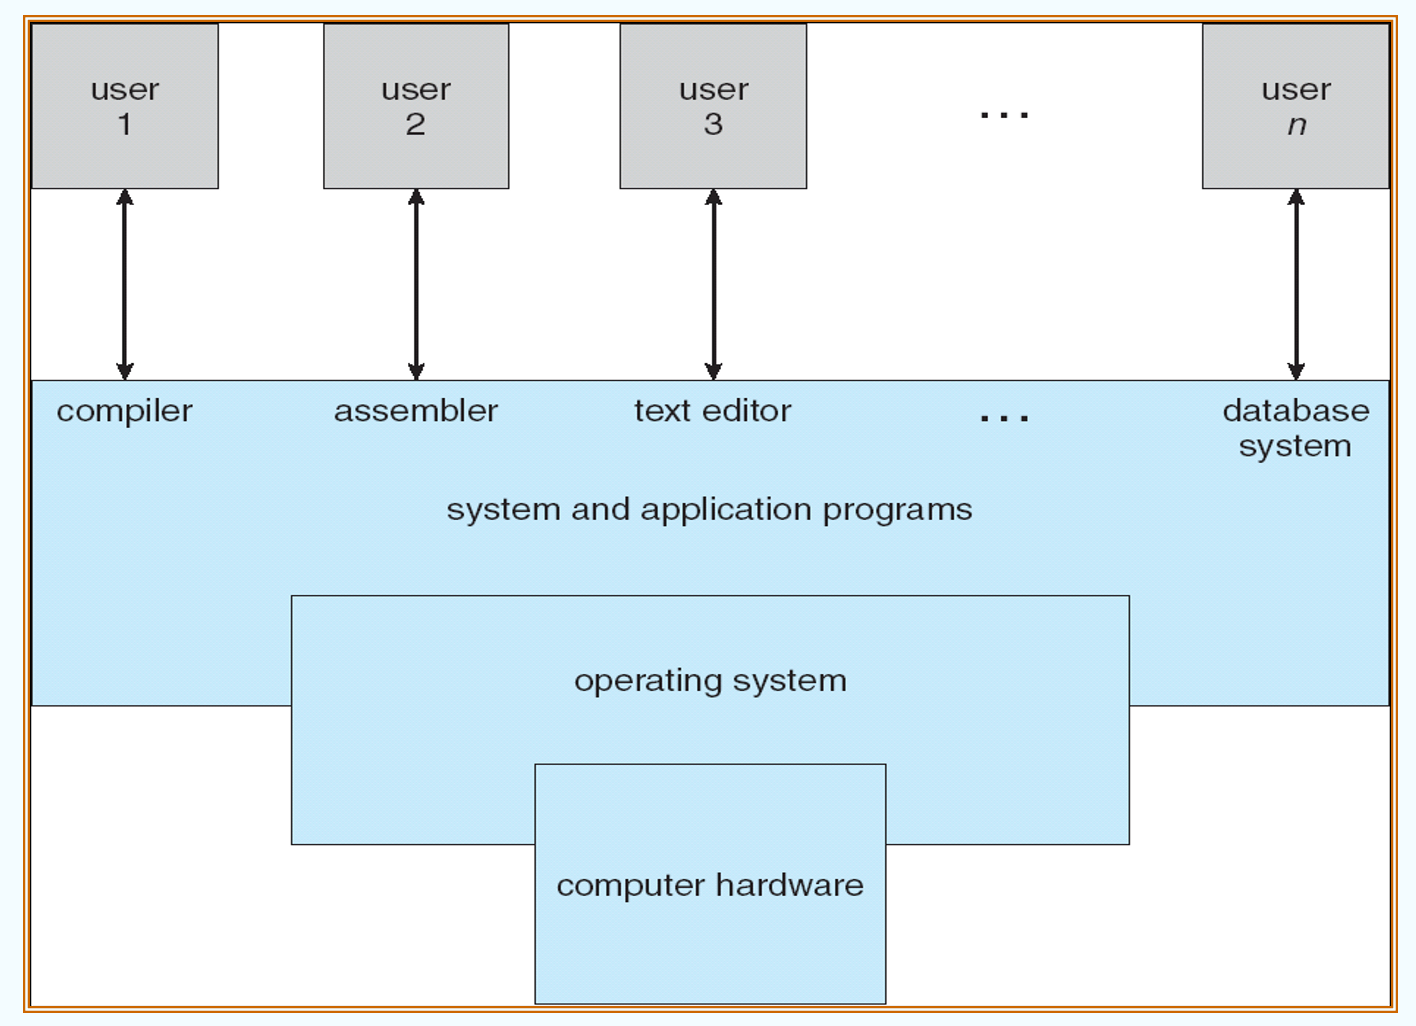 user
1
user
2
user
3
...
user
n
compiler
assembler
text editor
...
database
system
system and application programs
operating system
computer hardware